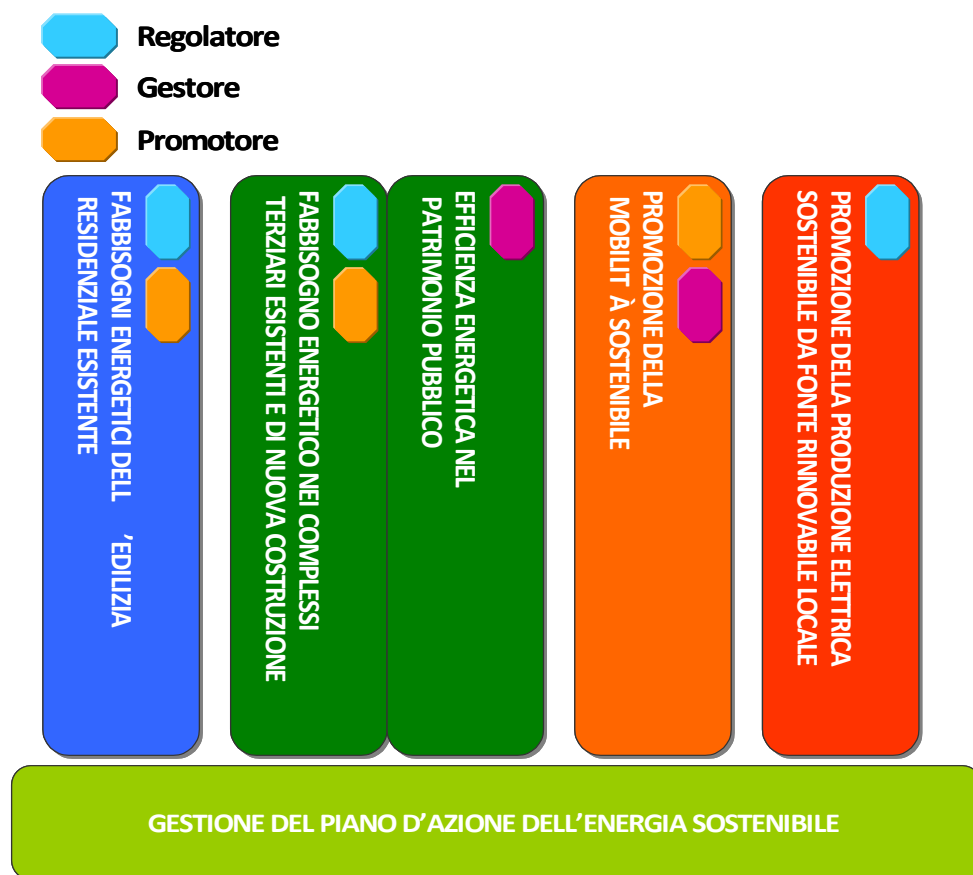 Regolatore
Gestore
Promotore
FABBISOGNI ENERGETICI DELL 'EDILIZIA
RESIDENZIALE ESISTENTE
FABBISOGNO ENERGETICO NEI COMPLESSI
TERZIARI ESISTENTI E DI NUOVA COSTRUZIONE
EFFICIENZA ENERGETICA NEL
PATRIMONIO PUBBLICO
PROMOZIONE DELLA
MOBILIT À SOSTENIBILE
PROMOZIONE DELLA PRODUZIONE ELETTRICA
SOSTENIBILE DA FONTE RINNOVABILE LOCALE
GESTIONE DEL PIANO D’AZIONE DELL’ENERGIA SOSTENIBILE